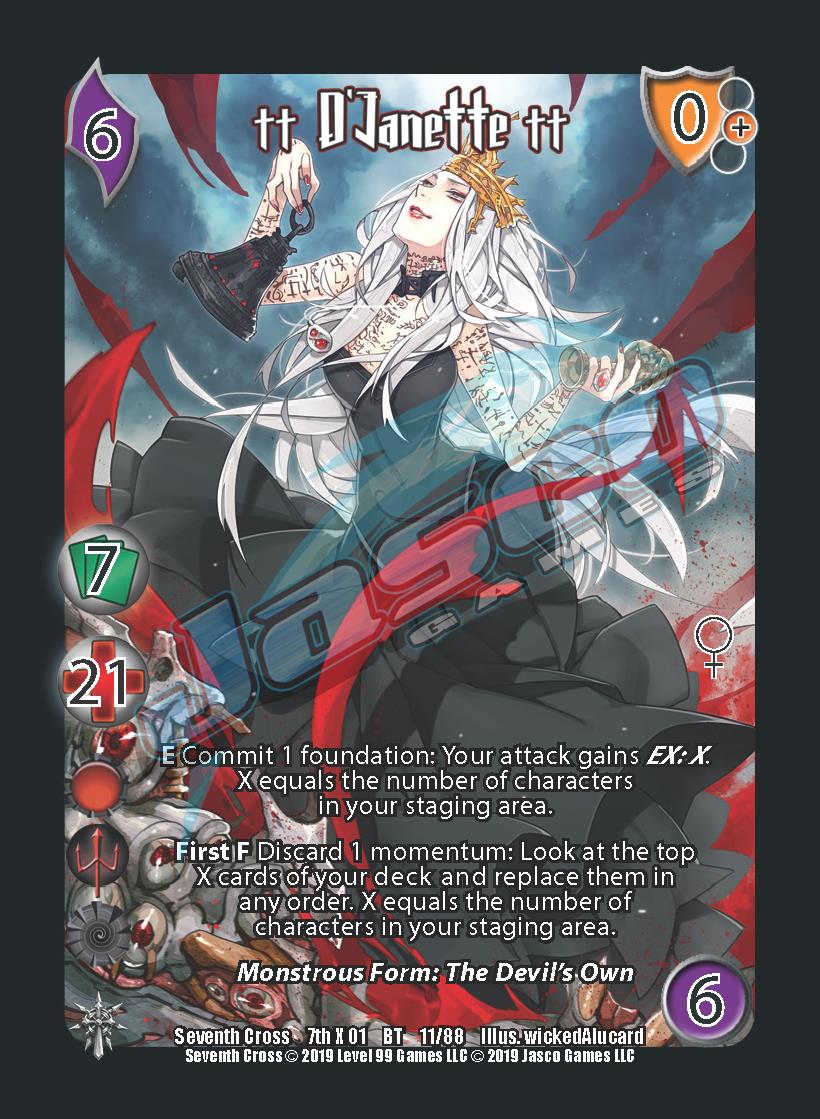 †† D'Janette ††
6
0
+
TM
Jasco
GAMES
7
21
E Commit 1 foundation: Your attack gains EX: X.
X equals the number of characters
in your staging area.
First F Discard 1 momentum: Look at the top
X cards of your deck and replace them in
any order. X equals the number of
characters in your staging area.
Monstrous Form: The Devil's Own
6
Seventh Cross 7th X 01 BT 11/88 Illus. wickedAlucard
Seventh Cross © 2019 Level 99 Games LLC © 2019 Jasco Games LLC